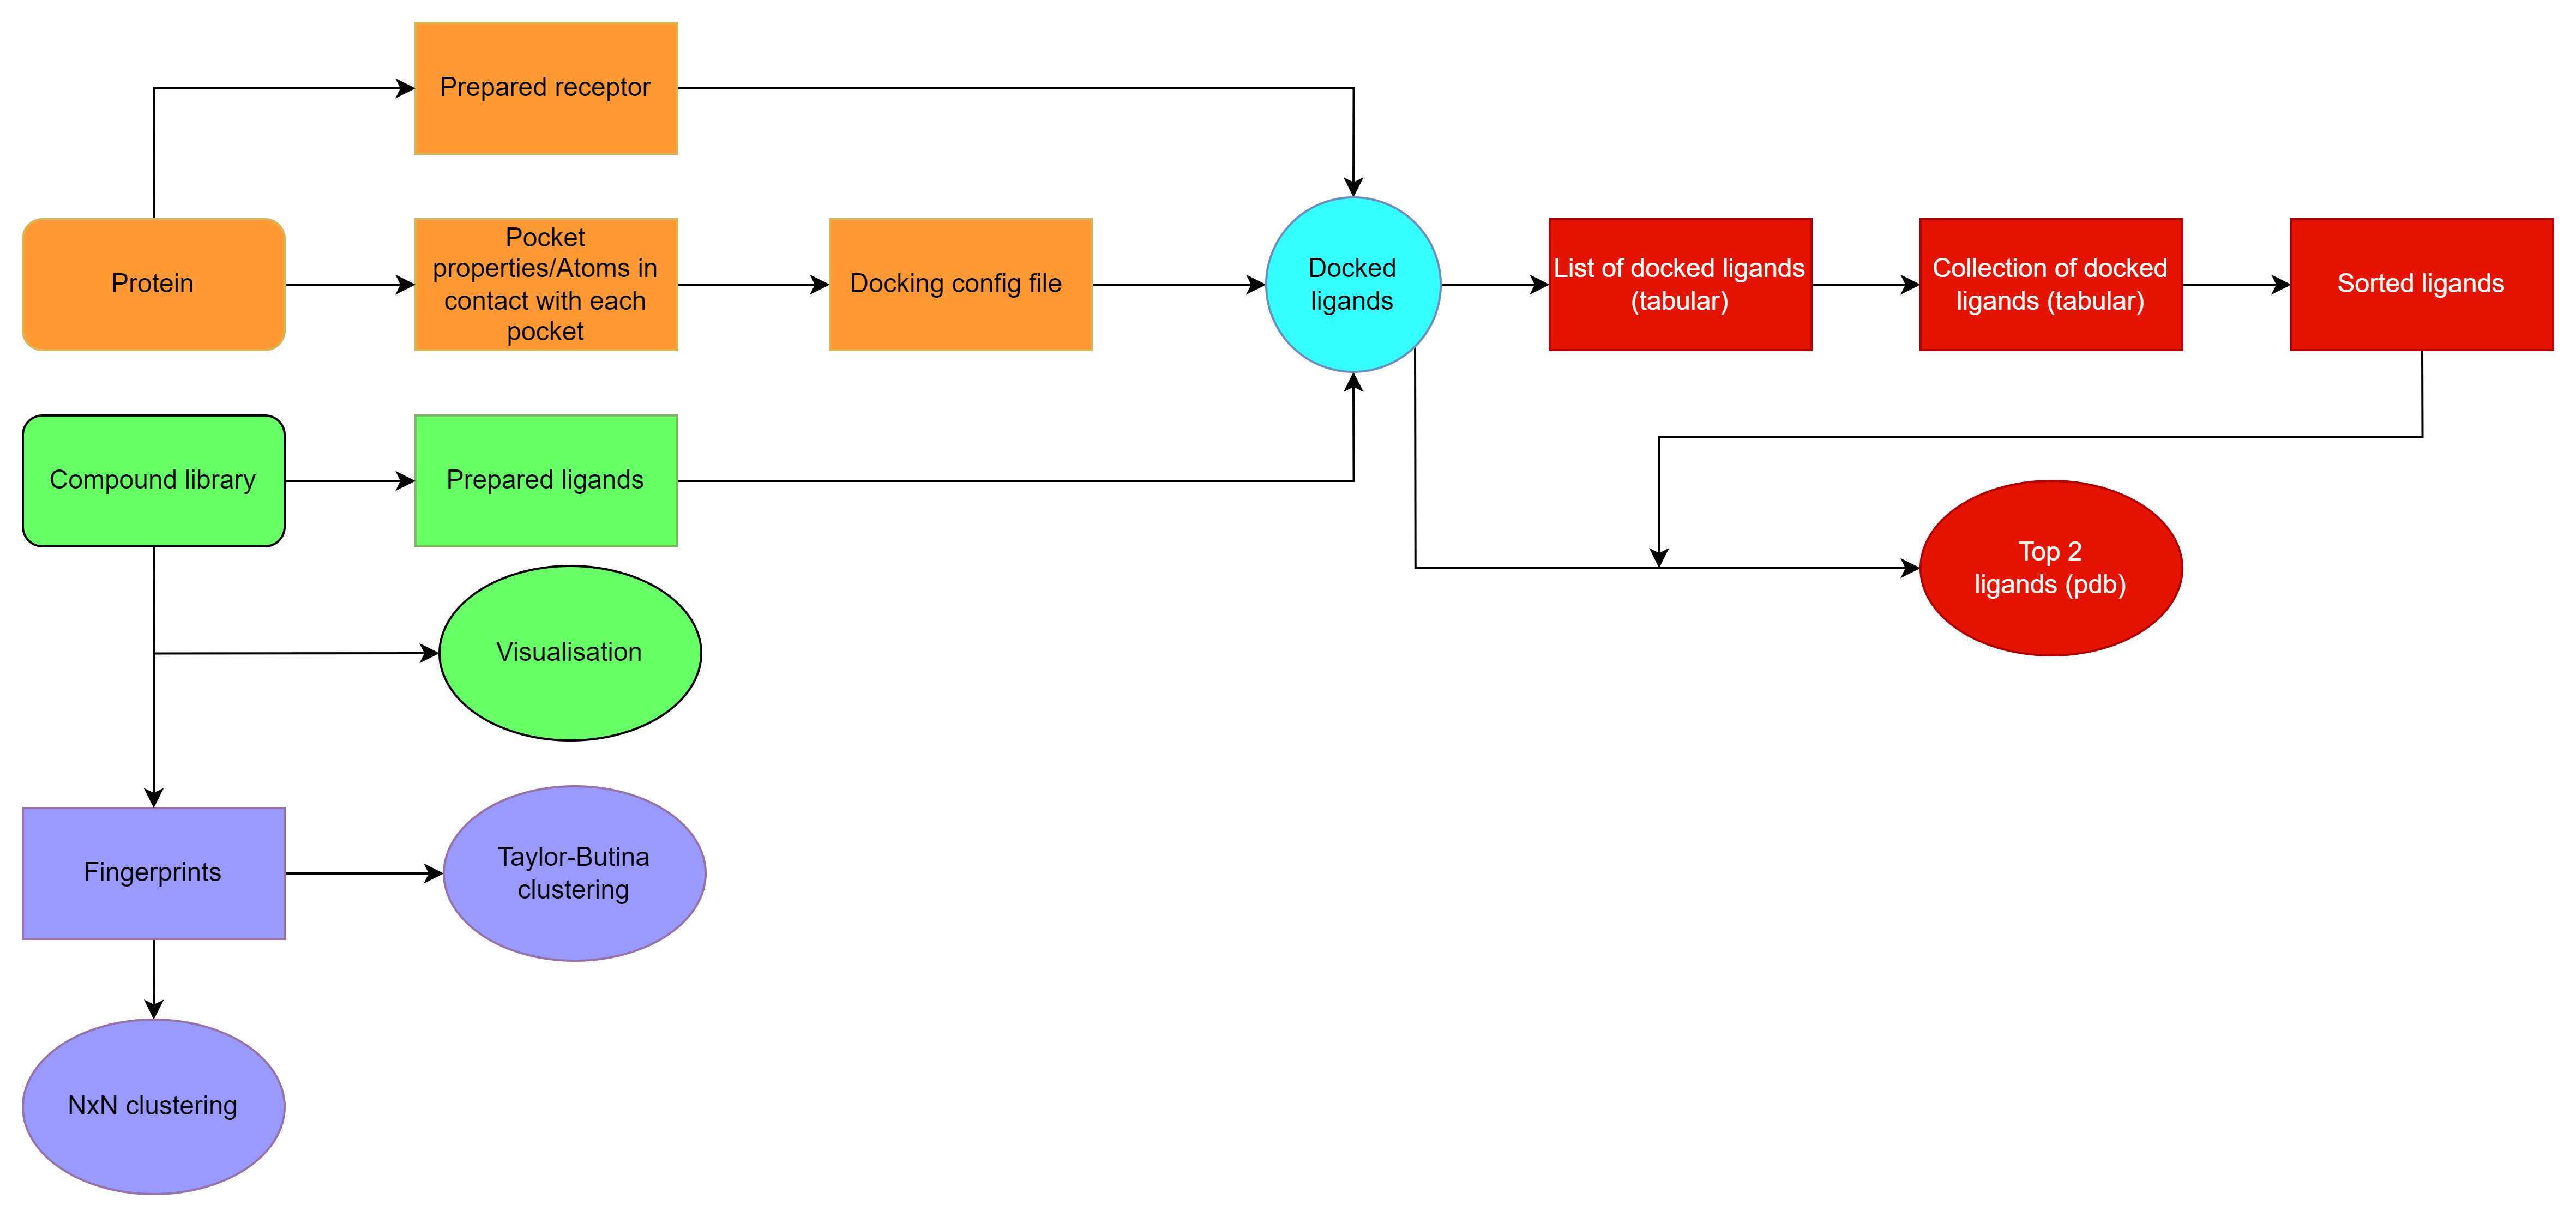 Prepared receptor
Protein
Pocket
properties/Atoms in
contact with each
pocket
Docking config file
Docked
ligands
List of docked ligands
(tabular)
Collection of docked
ligands (tabular)
Sorted ligands
Compound library
Prepared ligands
Top 2
ligands (pdb)
Visualisation
Fingerprints
Taylor-Butina
clustering
NxN clustering